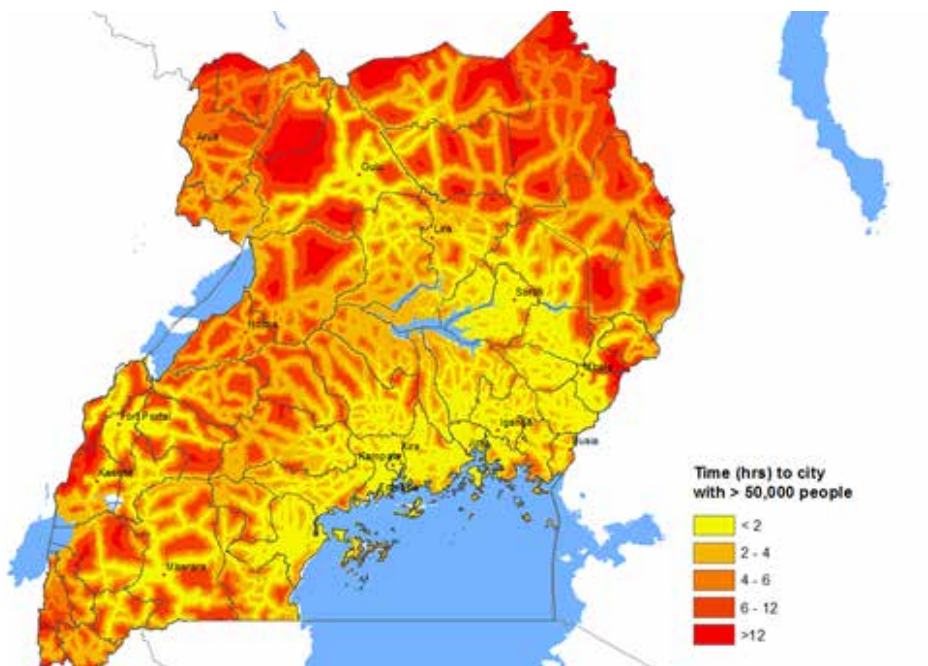 Arua
Gulu
Lira
Soroti
Hoima
Mbale
Fort Portal
Iganga
Busia
Kira
Kampala
Kasese
Mbarara
Time (hrs) to city
with > 50,000 people
< 2
2 - 4
4 - 6
6 - 12
>12